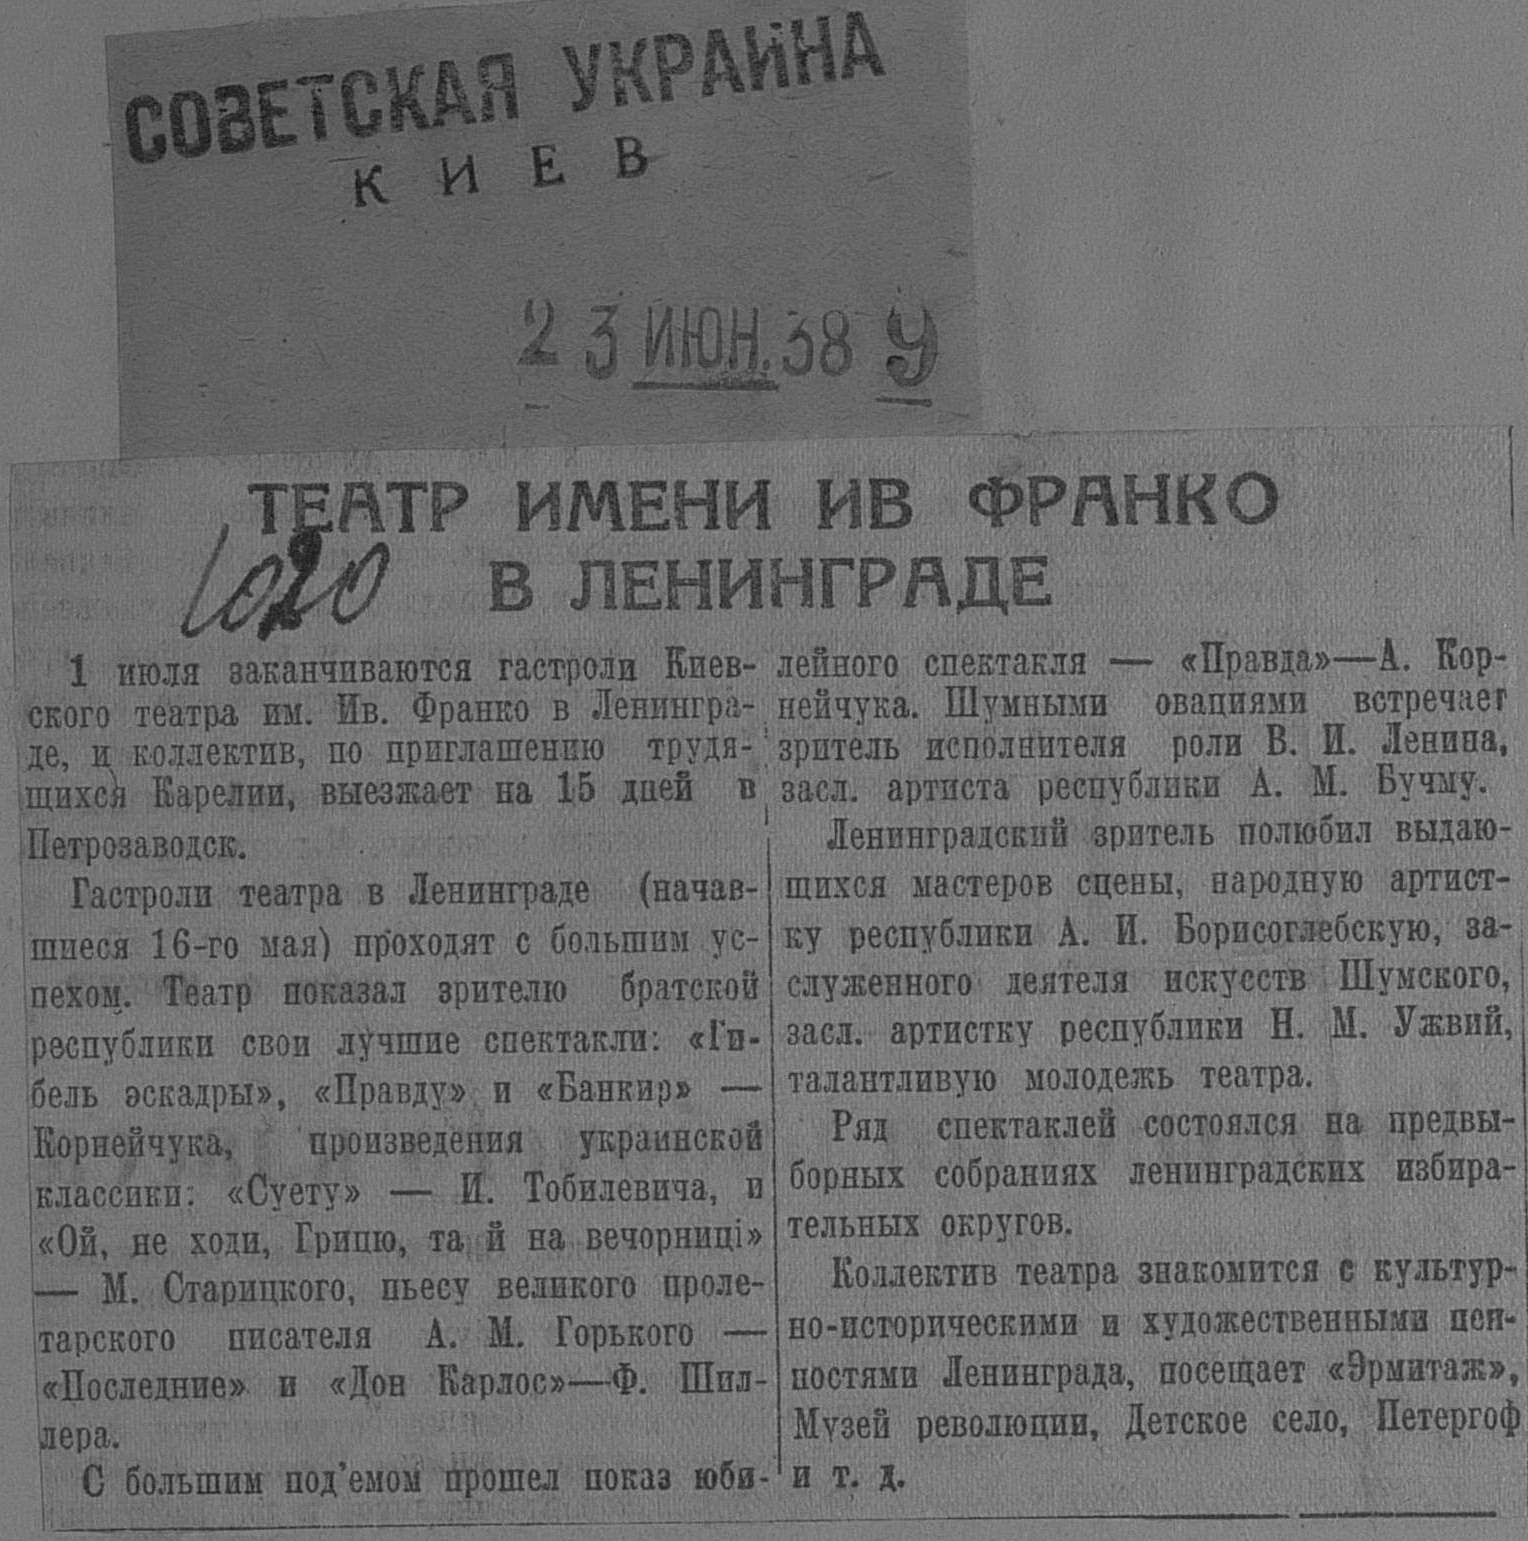 СОВЕТСКАЯ УКРАИНА
КИЕВ
23 ИЮН. 38 У
ТЕАТР ИМЕНИ ИВ ФРАНКО
В ЛЕНИНГРАДЕ
1020
1 июля заканчиваются гастроли Киев-
ского театра им. Ив. Франко в Ленингра-
де, и коллектив, по приглашению трудя-
щихся Карелии, выезжает на 15 дней в
Петрозаводск.
Гастроли театра в Ленинграде (начав-
шиеся 16-го мая) проходят с большим ус-
пехом. Театр показал зрителю братской
республики свои лучшие спектакли: «Ги-
бель эскадры», «Правду» и «Банкир» —
Корнейчука, произведения украинской
классики: «Суету» — И. Тобилевича, и
«Ой, не ходи, Грицю, та й на вечорниці»
— М. Старицкого, пьесу великого проле-
тарского писателя А. М. Горького —
«Последние» и «Дон Карлос»—Ф. Шил-
лера.
С большим под'емом прошел показ юби-
лейного спектакля — «Правда»—А. Кор-
нейчука. Шумными овациями встречает
зритель исполнителя роли В. И. Ленина,
засл. артиста республики А. М. Бучму.
Ленинградский зритель полюбил выдаю-
щихся мастеров сцены, народную артист-
ку республики А. И. Борисоглебскую, за-
служенного деятеля искусств Шумского,
засл. артистку республики Н. М. Ужвий,
талантливую молодежь театра.
Ряд спектаклей состоялся на предвы-
борных собраниях ленинградских избира-
тельных округов.
Коллектив театра знакомится с культур-
но-историческими и художественными цен-
ностями Ленинграда, посещает «Эрмитаж»,
Музей революции, Детское село, Петергоф
и т. д.